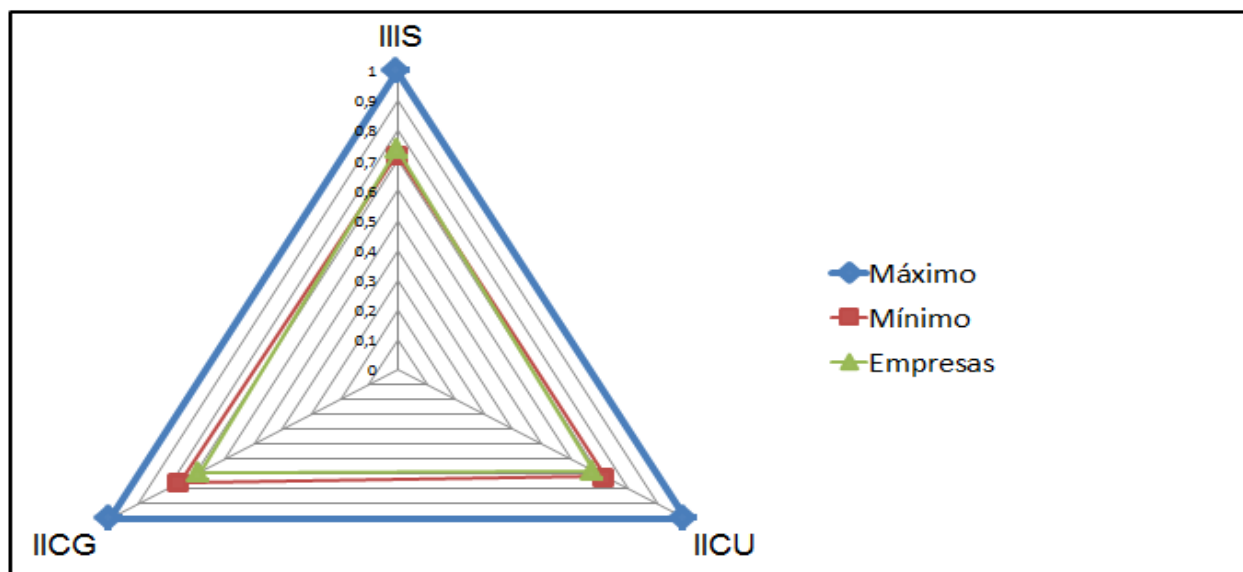 IIIS
1
0,9
0,8
0,7
0,6
0,5
0,4
0,3
0,2
0,1
0
Máximo
Mínimo
Empresas
IICG
IICU